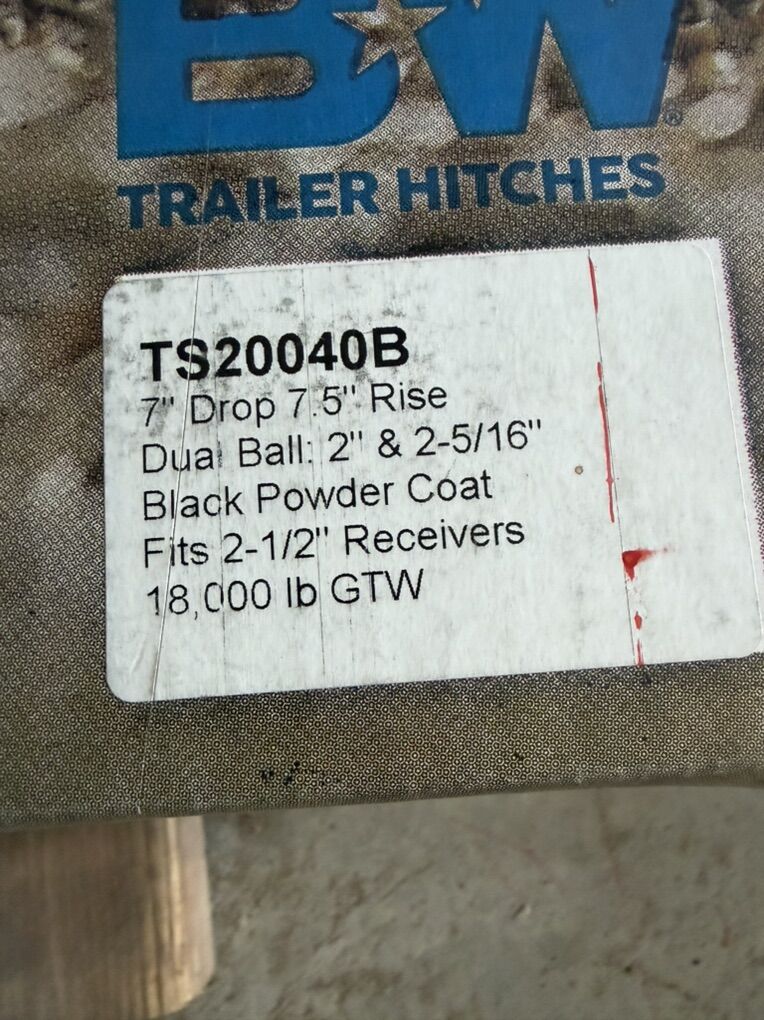 B&W®
TRAILER HITCHES
TS20040B
7" Drop 7.5" Rise
Dual Ball: 2" & 2-5/16"
Black Powder Coat
Fits 2-1/2" Receivers
18,000 lb GTW